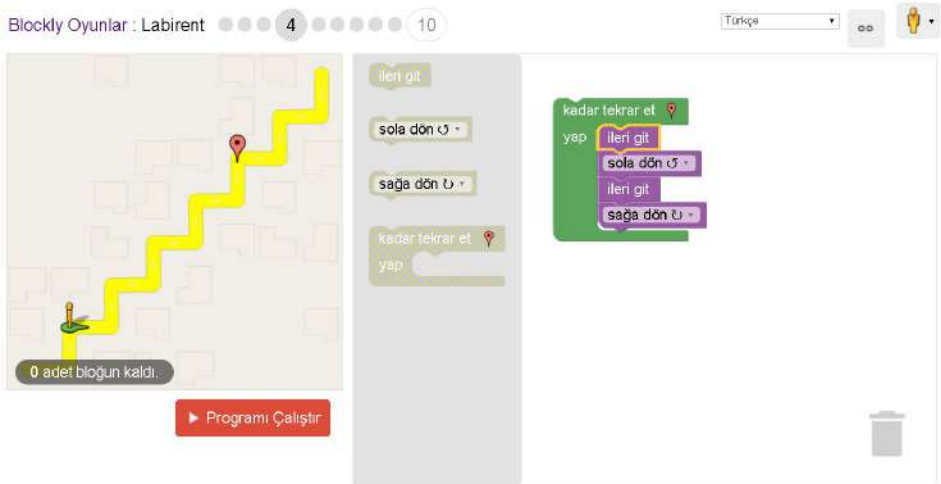 Blockly Oyunlar : Labirent 4 10
Türkçe
ileri git
sola dön ↺
sağa dön ↻
kadar tekrar et
yap
kadar tekrar et
yap ileri git
sola dön ↺
ileri git
sağa dön ↻
0 adet bloğun kaldı.
Programı Çalıştır